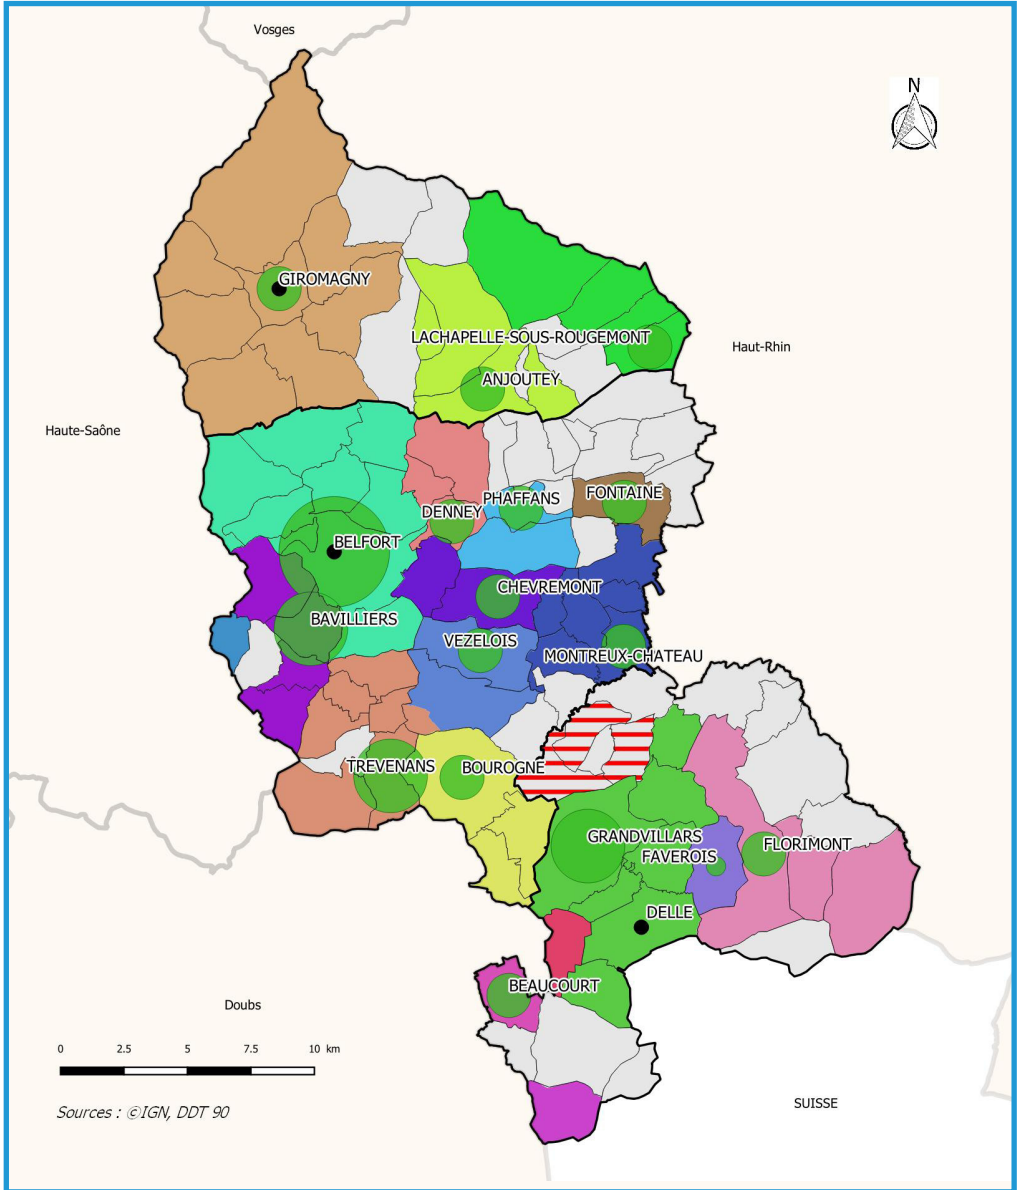 Vosges
N
GIROMAGNY
LACHAPELLE-SOUS-ROUGEMONT
Haut-Rhin
ANJOUTEY
Haute-Saône
PHAFFANS
FONTAINE
DENNEY
BELFORT
CHEVREMONT
BAVILLIERS
VEZELOIS
MONTREUX-CHATEAU
TREVENANS
BOUROGNE
GRANDVILLARS
FLORIMONT
FAVEROIS
DELLE
BEAUCOURT
Doubs
0 2.5 5 7.5 10 km
Sources : ©IGN, DDT 90
SUISSE